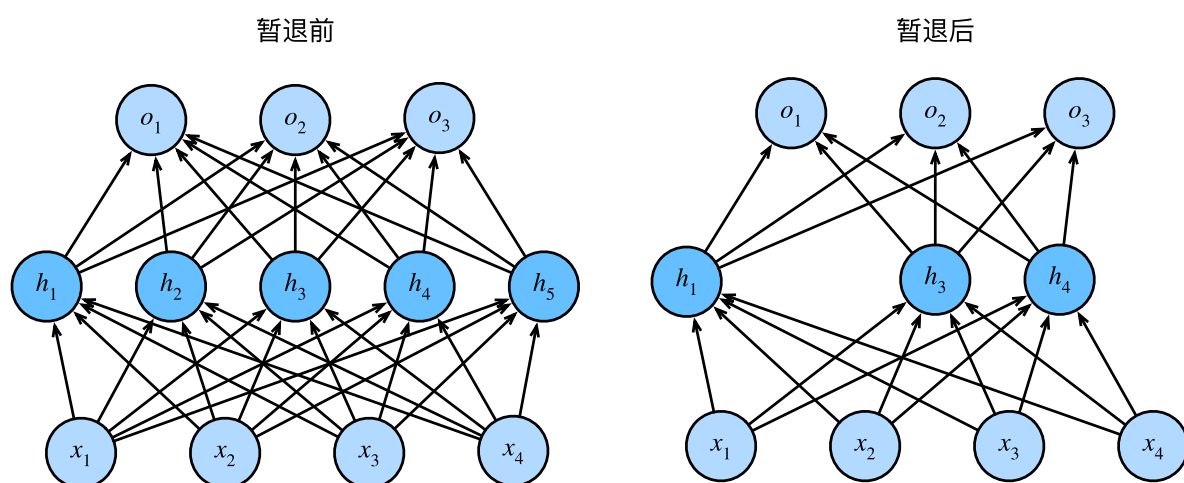 暂退前 暂退后
o₁ o₂ o₃ o₁ o₂ o₃
h₁ h₂ h₃ h₄ h₅ h₁ h₃ h₄
x₁ x₂ x₃ x₄ x₁ x₂ x₃ x₄